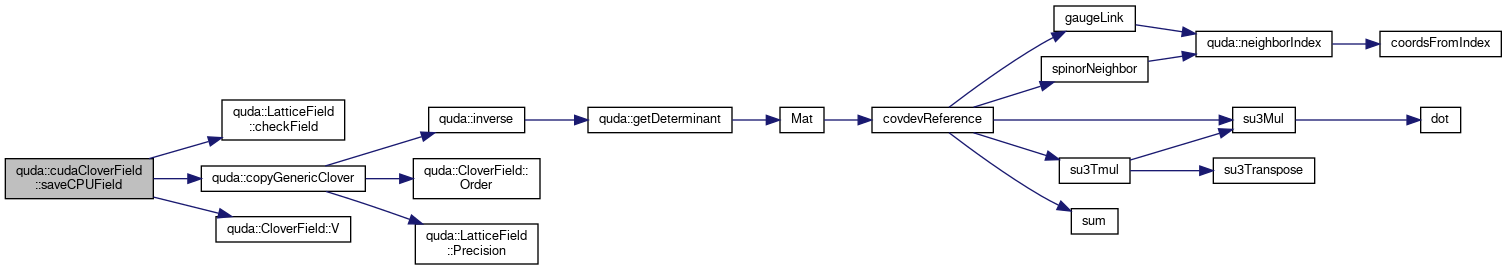 quda::cudaCloverField
::saveCPUField
quda::LatticeField
::checkField
quda::copyGenericClover
quda::CloverField::V
quda::inverse
quda::CloverField::
Order
quda::LatticeField
::Precision
quda::getDeterminant
Mat
covdevReference
gaugeLink
spinorNeighbor
su3Tmul
sum
quda::neighborIndex
su3Mul
su3Transpose
coordsFromIndex
dot